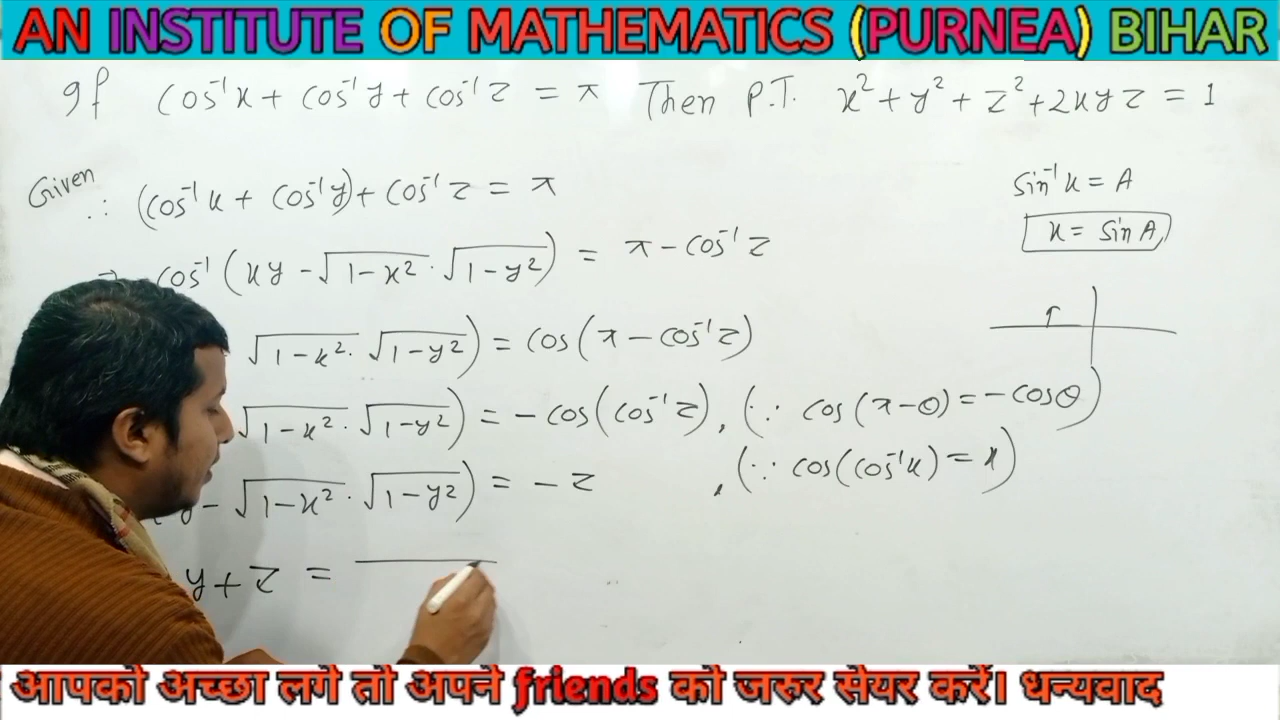 AN INSTITUTE OF MATHEMATICS (PURNEA) BIHAR
If cos⁻¹x + cos⁻¹y + cos⁻¹z = π Then P.T. x² + y² + z² + 2xyz = 1
Given
∴ (cos⁻¹x + cos⁻¹y) + cos⁻¹z = π
⇒ cos⁻¹(xy - √1-x² · √1-y²) = π - cos⁻¹z
√1-x² · √1-y²) = cos(π - cos⁻¹z)
√1-x² · √1-y²) = - cos(cos⁻¹z), (∵ cos(π-θ) = -cosθ)
y - √1-x² · √1-y²) = - z , (∵ cos(cos⁻¹x) = x)
y + z =
sin⁻¹x = A
x = sin A
आपको अच्छा लगे तो अपने friends को जरुर सेयर करें। धन्यवाद